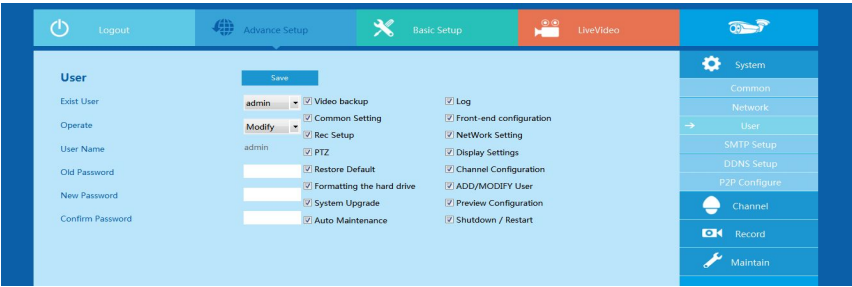 Logout
Advance Setup
Basic Setup
LiveVideo
User
Save
Exist User
admin
Video backup
Log
Operate
Modify
Common Setting
Front-end configuration
Rec Setup
NetWork Setting
User Name
admin
PTZ
Display Settings
Old Password
Restore Default
Channel Configuration
New Password
Formatting the hard drive
ADD/MODIFY User
System Upgrade
Preview Configuration
Confirm Password
Auto Maintenance
Shutdown / Restart
System
Common
Network
User
SMTP Setup
DDNS Setup
P2P Configure
Channel
Record
Maintain